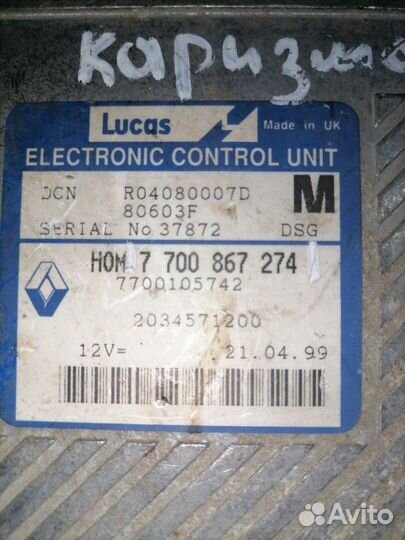 Каризма
Lucas Made in UK
ELECTRONIC CONTROL UNIT
DCN R04080007D M
80603F
SERIAL No 37872 DSG
HOM 7 700 867 274
7700105742
2034571200
12V= 21.04.99
Avito